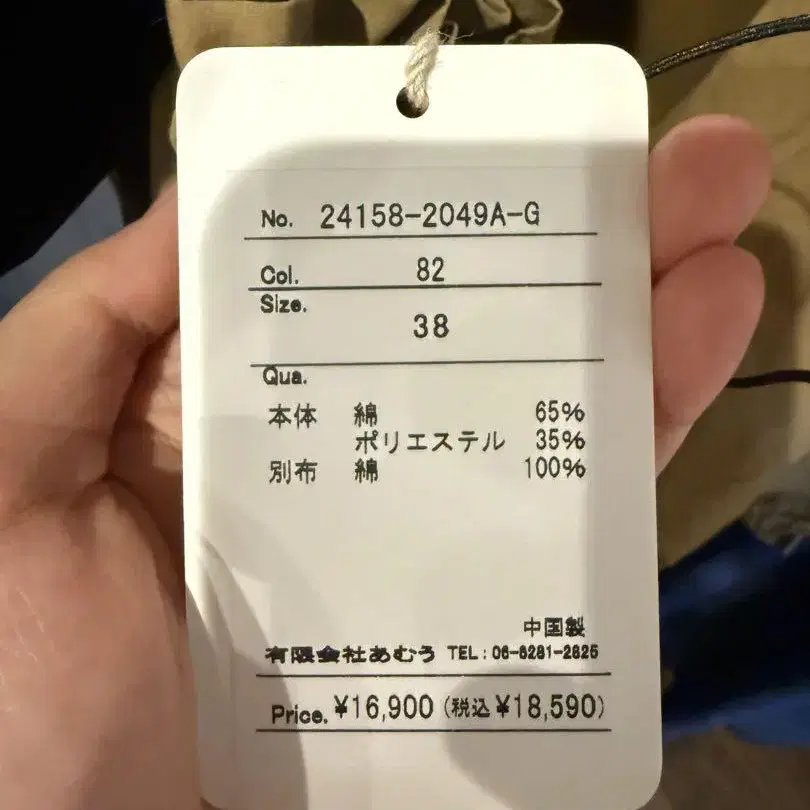 No. 24158-2049A-G
Col. 82
Size. 38
Qua.
本体 綿 65%
ポリエステル 35%
別布 綿 100%
中国製
有限会社あむう TEL:06-6281-2825
Price. ¥16,900 (税込 ¥18,590)